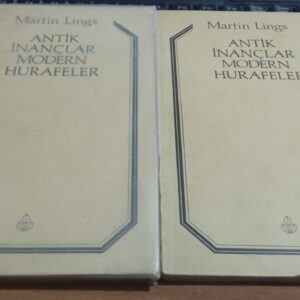 Martin Lings
ANTİK
İNANÇLAR
MODERN
HURAFELER
Martin Lings
ANTİK
İNANÇLAR
MODERN
HURAFELER